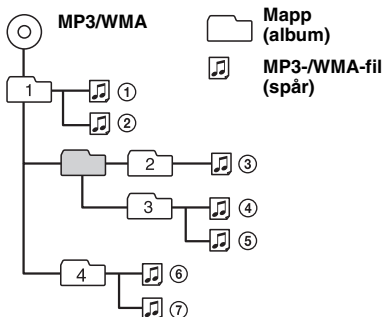 MP3/WMA
Mapp
(album)
MP3-/WMA-fil
(spår)
1
①
②
2
③
3
④
⑤
4
⑥
⑦